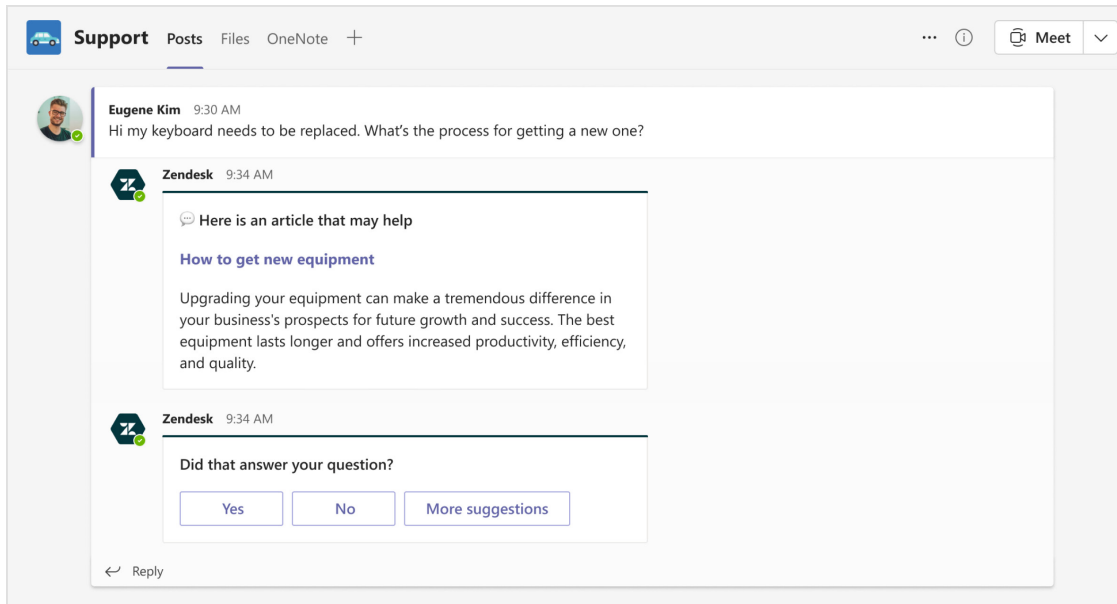 Support Posts Files OneNote
Meet
Eugene Kim 9:30 AM
Hi my keyboard needs to be replaced. What's the process for getting a new one?
Zendesk 9:34 AM
Here is an article that may help
How to get new equipment
Upgrading your equipment can make a tremendous difference in
your business's prospects for future growth and success. The best
equipment lasts longer and offers increased productivity, efficiency,
and quality.
Zendesk 9:34 AM
Did that answer your question?
Yes No More suggestions
Reply